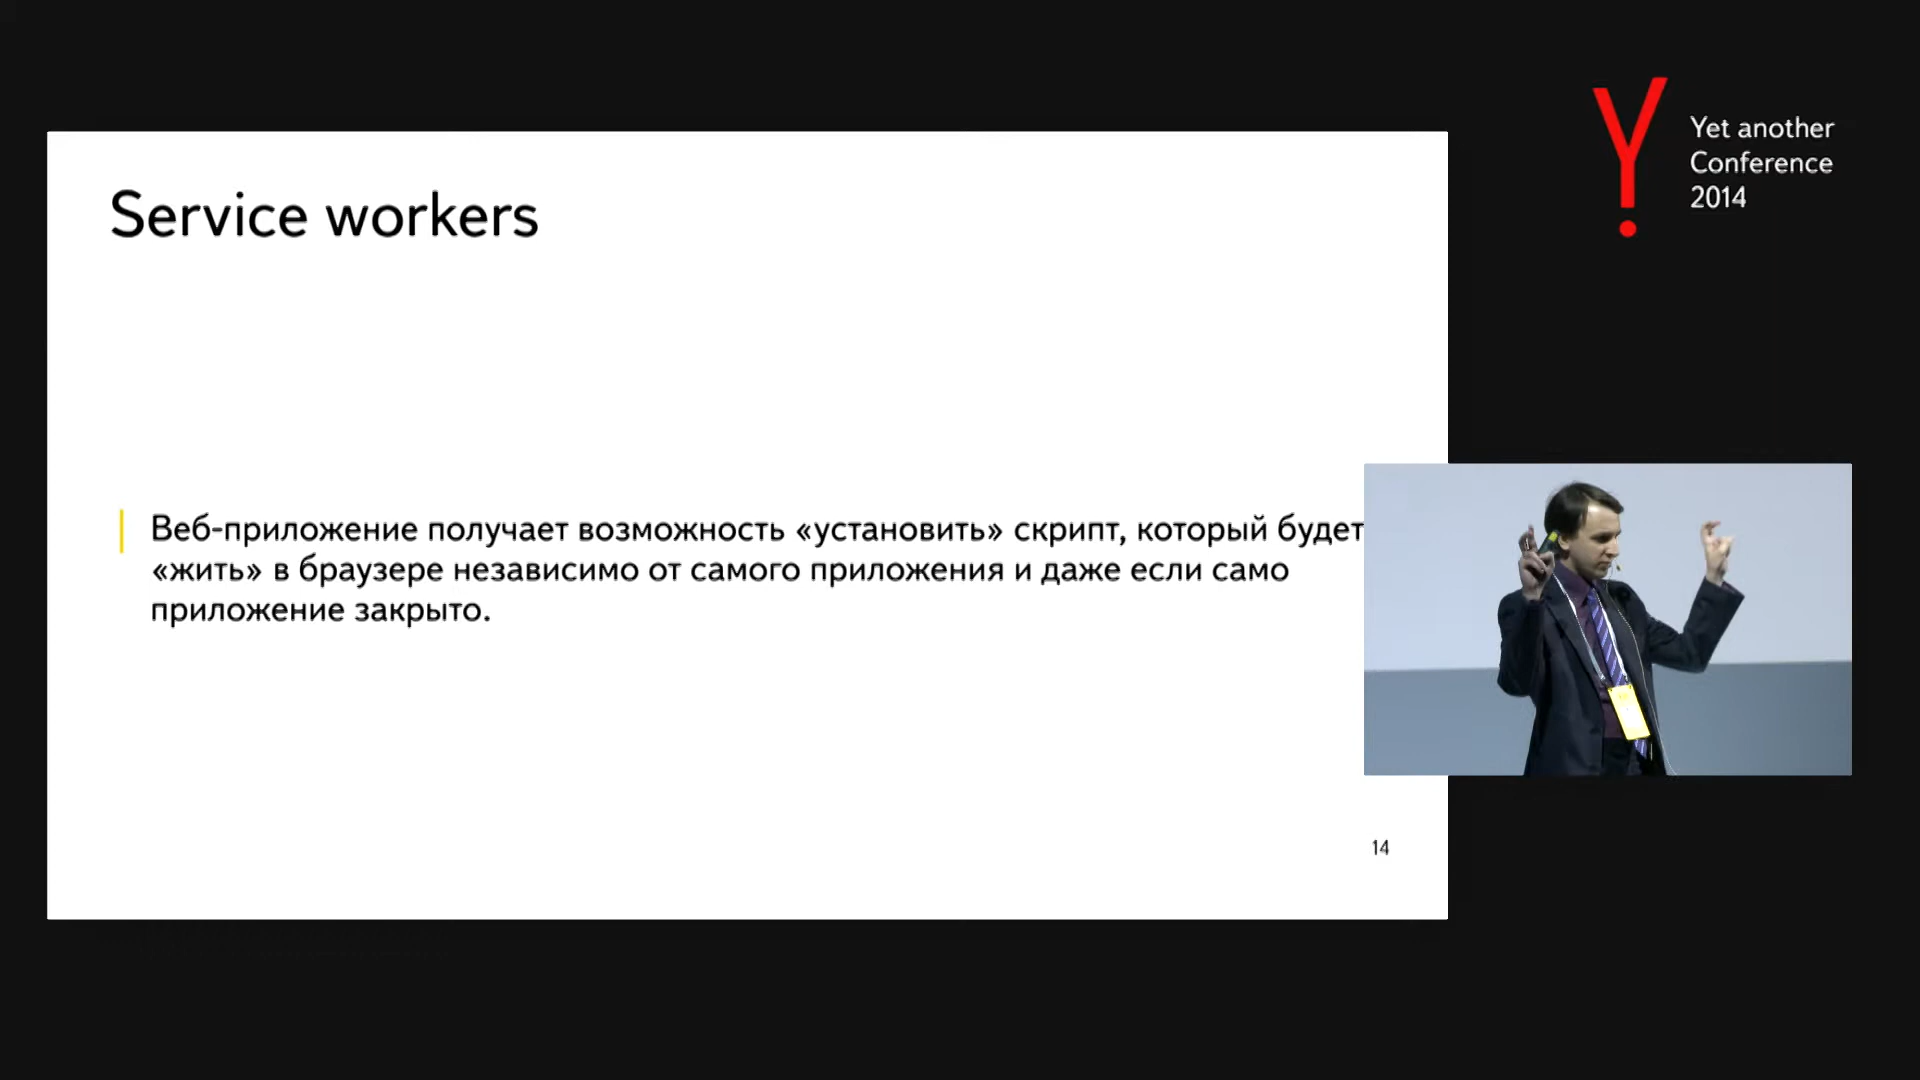 Yet another
Conference
2014
Service workers
Веб-приложение получает возможность «установить» скрипт, который будет
«жить» в браузере независимо от самого приложения и даже если само
приложение закрыто.
14